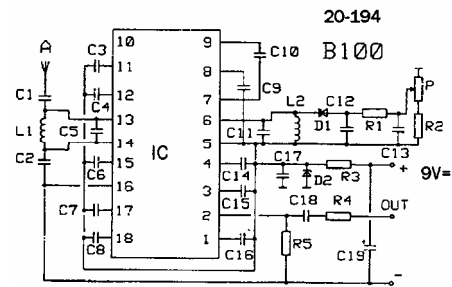 20-194
B100
A
C3
10
9
C10
11
8
C1
12
7
C9
C4
L2
C12
P
13
6
L1
C5
C11
D1
R1
R2
14
IC
5
C13
C2
C17
15
4
C14
D2
R3
+
9V=
C6
16
3
C15
C18
R4
OUT
C7
17
2
R5
C19
18
1
C16
C8
-